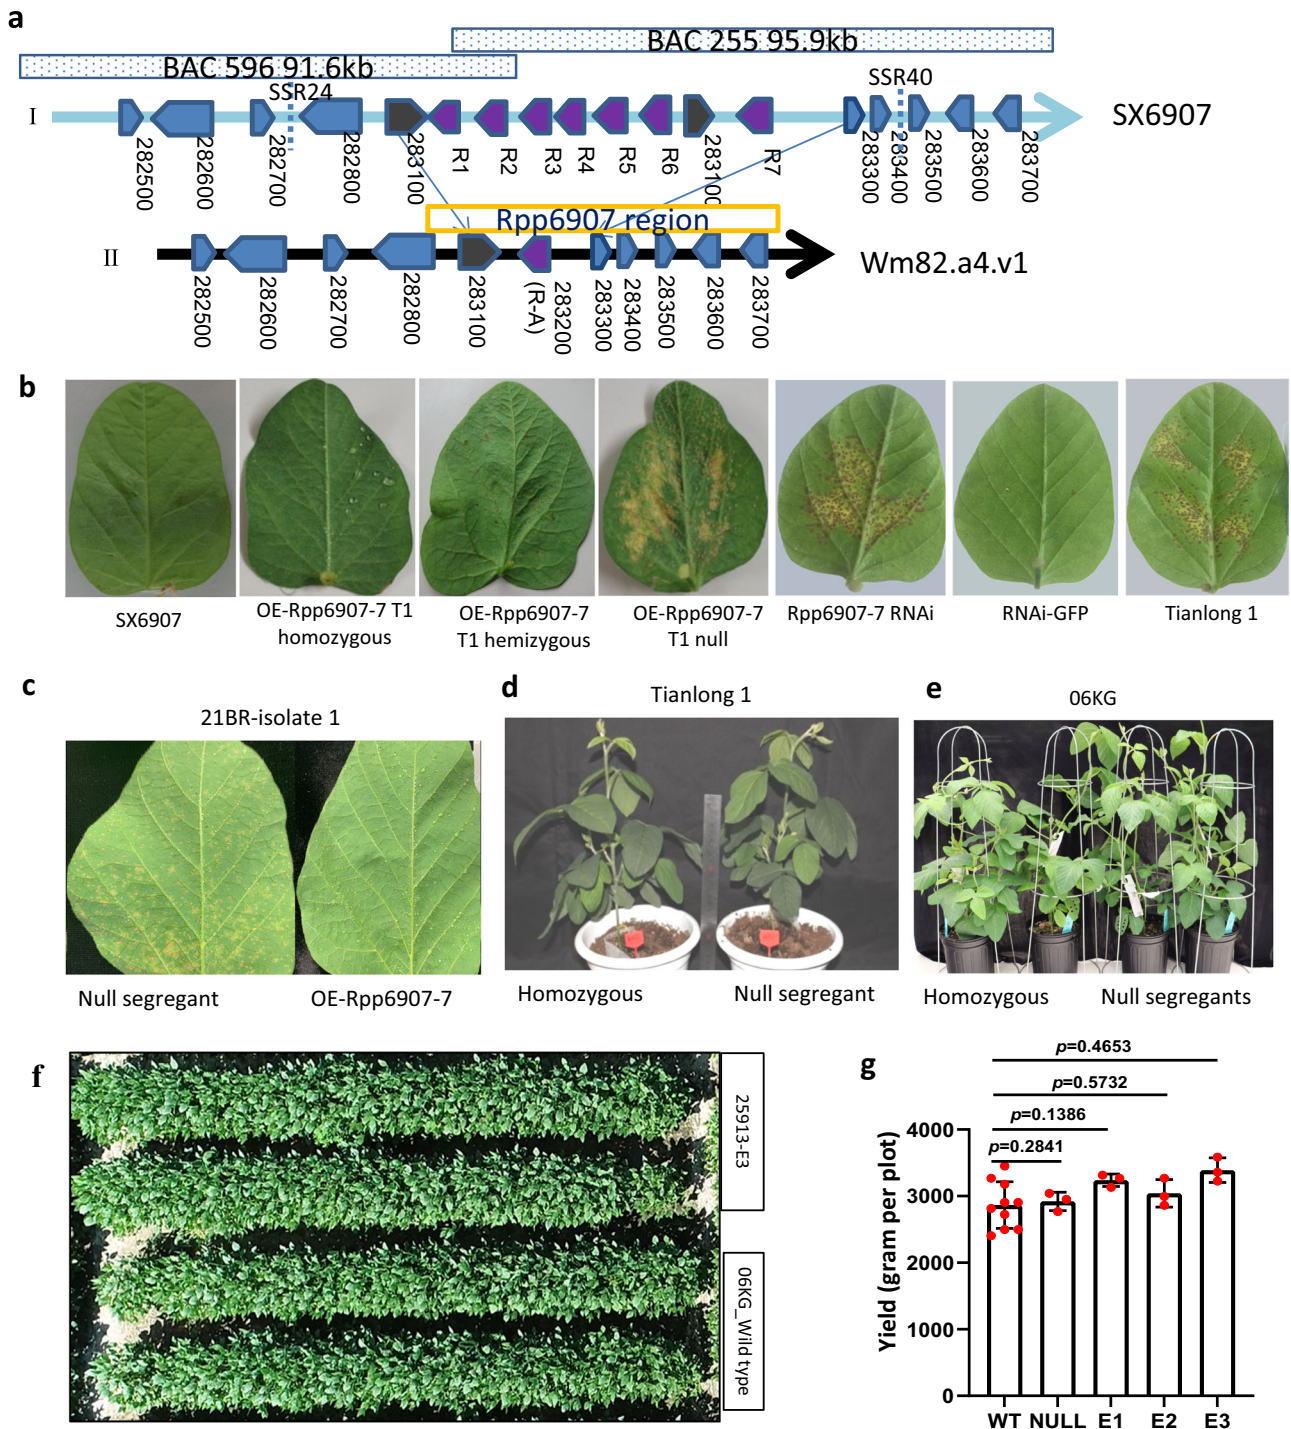 a
BAC 255 95.9kb
BAC 596 91.6kb
SSR24
SSR40
I
SX6907
282500
282600
282700
282800
283100
R1
R2
R3
R4
R5
R6
283100
R7
283300
283400
283500
283600
283700
Rpp6907 region
II
Wm82.a4.v1
282500
282600
282700
282800
283100
(R-A)
283200
283300
283400
283500
283600
283700
b
SX6907
OE-Rpp6907-7 T1
homozygous
OE-Rpp6907-7
T1 hemizygous
OE-Rpp6907-7
T1 null
Rpp6907-7 RNAi
RNAi-GFP
Tianlong 1
c
21BR-isolate 1
Null segregant
OE-Rpp6907-7
d
Tianlong 1
Homozygous
Null segregant
e
06KG
Homozygous
Null segregants
f
25913-E3
06KG_Wild type
g
p=0.4653
p=0.5732
p=0.1386
p=0.2841
Yield (gram per plot)
4000
3000
2000
1000
0
WT NULL E1 E2 E3